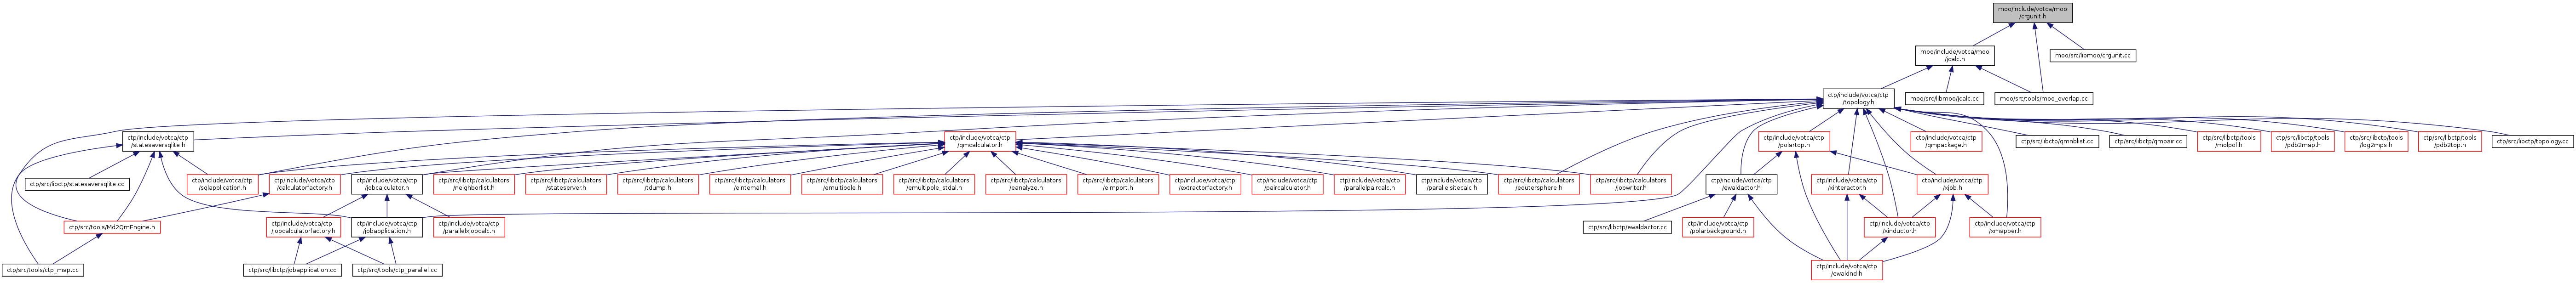 moo/include/votca/moo
/crgunit.h
moo/include/votca/moo
/jcalc.h
moo/src/libmoo/crgunit.cc
ctp/include/votca/ctp
/topology.h
moo/src/libmoo/jcalc.cc
moo/src/tools/moo_overlap.cc
ctp/include/votca/ctp
/statesaversqlite.h
ctp/include/votca/ctp
/qmcalculator.h
ctp/include/votca/ctp
/polartop.h
ctp/include/votca/ctp
/qmpackage.h
ctp/src/libctp/qmnblist.cc
ctp/src/libctp/qmpair.cc
ctp/src/libctp/tools
/molpol.h
ctp/src/libctp/tools
/pdb2map.h
ctp/src/libctp/tools
/log2mps.h
ctp/src/libctp/tools
/pdb2top.h
ctp/src/libctp/topology.cc
ctp/src/libctp/statesaversqlite.cc
ctp/include/votca/ctp
/sqlapplication.h
ctp/include/votca/ctp
/calculatorfactory.h
ctp/include/votca/ctp
/jobcalculator.h
ctp/src/libctp/calculators
/neighborlist.h
ctp/src/libctp/calculators
/stateserver.h
ctp/src/libctp/calculators
/tdump.h
ctp/src/libctp/calculators
/einternal.h
ctp/src/libctp/calculators
/emultipole.h
ctp/src/libctp/calculators
/emultipole_stdal.h
ctp/src/libctp/calculators
/eanalyze.h
ctp/src/libctp/calculators
/eimport.h
ctp/include/votca/ctp
/extractorfactory.h
ctp/include/votca/ctp
/paircalculator.h
ctp/include/votca/ctp
/parallelpaircalc.h
ctp/include/votca/ctp
/parallelsitecalc.h
ctp/src/libctp/calculators
/eoutersphere.h
ctp/src/libctp/calculators
/jobwriter.h
ctp/include/votca/ctp
/ewaldactor.h
ctp/include/votca/ctp
/xinteractor.h
ctp/include/votca/ctp
/xjob.h
ctp/src/tools/Md2QmEngine.h
ctp/include/votca/ctp
/jobcalculatorfactory.h
ctp/include/votca/ctp
/jobapplication.h
ctp/include/votca/ctp
/parallelxjobcalc.h
ctp/src/libctp/ewaldactor.cc
ctp/include/votca/ctp
/polarbackground.h
ctp/include/votca/ctp
/xinductor.h
ctp/include/votca/ctp
/xmapper.h
ctp/src/tools/ctp_map.cc
ctp/src/libctp/jobapplication.cc
ctp/src/tools/ctp_parallel.cc
ctp/include/votca/ctp
/ewaldnd.h